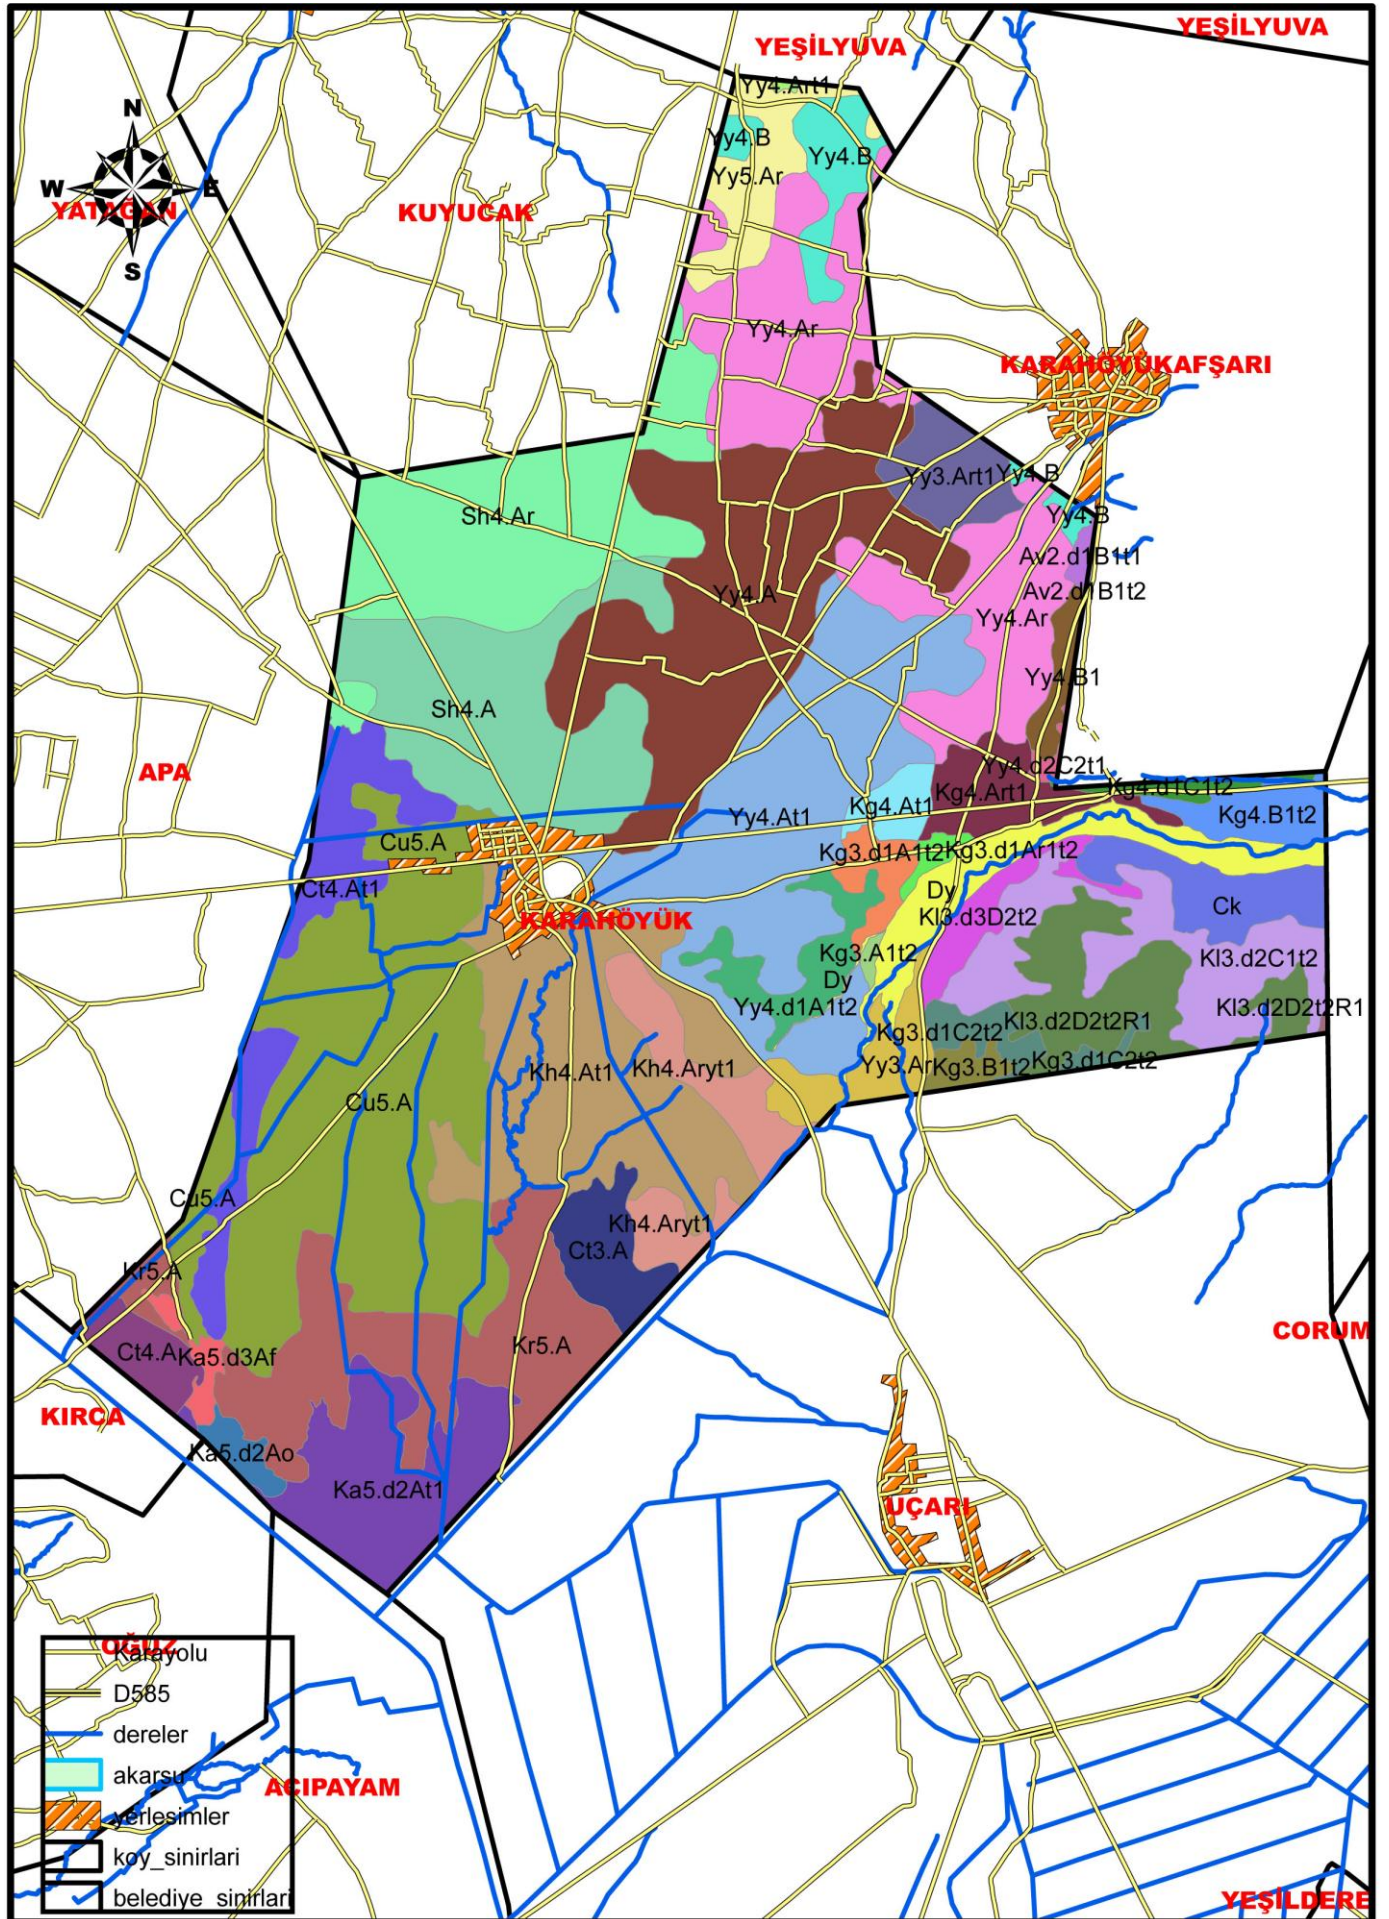 YEŞİLYUVA
YEŞİLYUVA
Yy4.Art1
N
Yy4.B
Yy4.B
Yy5.Ar
W
E
YATAĞAN
KUYUCAK
S
Yy4.Ar
KARAHÖYÜKAFŞARI
Yy3.Art1
Yy4.B
Sh4.Ar
Yy4.B
Av2.d1B1t1
Yy4.A
Av2.d1B1t2
Yy4.Ar
Yy4.B1
Sh4.A
APA
Yy4.d2C2t1
Kg4.d1C1t2
Kg4.Art1
Kg4.At1
Yy4.At1
Kg4.B1t2
Cu5.A
Kg3.d1A1t2
Kg3.d1Ar1t2
Ct4.At1
Dy
Ck
KARAHÖYÜK
Kl3.d3D2t2
Kg3.A1t2
Kl3.d2C1t2
Dy
Yy4.d1A1t2
Kl3.d2D2t2R1
Kl3.d2D2t2R1
Kg3.d1C2t2
Kg3.d1C2t2
Yy3.Ar
Kg3.B1t2
Kh4.At1
Kh4.Aryt1
Cu5.A
Cu5.A
Kh4.Aryt1
Ct3.A
Kr5.A
CORUM
Kr5.A
Ct4.A
Ka5.d3Af
KIRCA
Ka5.d2Ao
Ka5.d2At1
UÇARI
OĞUZ
Karayolu
D585
dereler
akarsu
ACIPAYAM
yerlesimler
koy_sinirlari
belediye_sinirlari
YEŞİLDERE